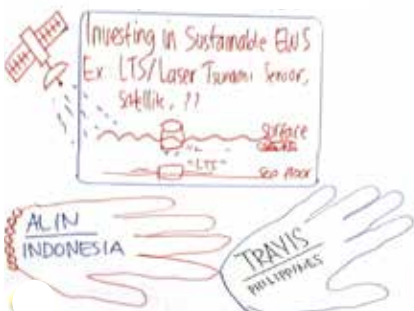 Investing in Sustainable EWS
Ex: LTS/Laser Tsunami Sensor,
satellite, ??
Surface
"LTS"
Sea floor
ALIN
INDONESIA
TRAVIS
PHILIPPINES